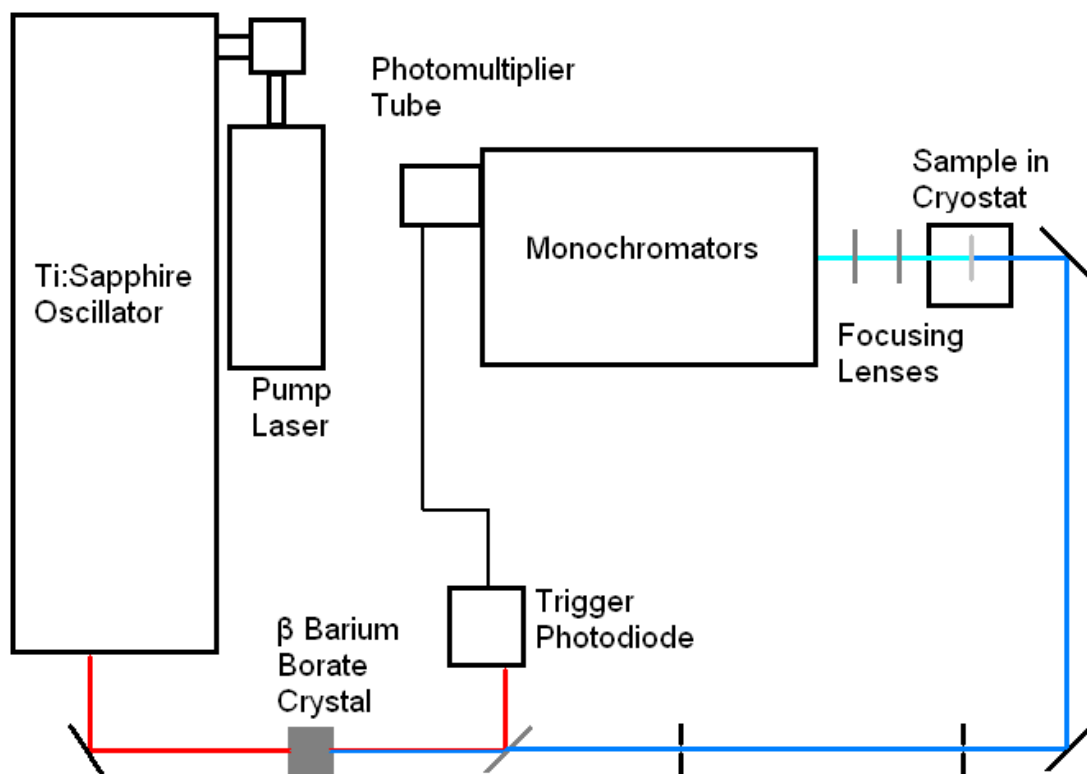 Photomultiplier
Tube
Sample in
Cryostat
Monochromators
Ti:Sapphire
Oscillator
Focusing
Lenses
Pump
Laser
Trigger
Photodiode
β Barium
Borate
Crystal